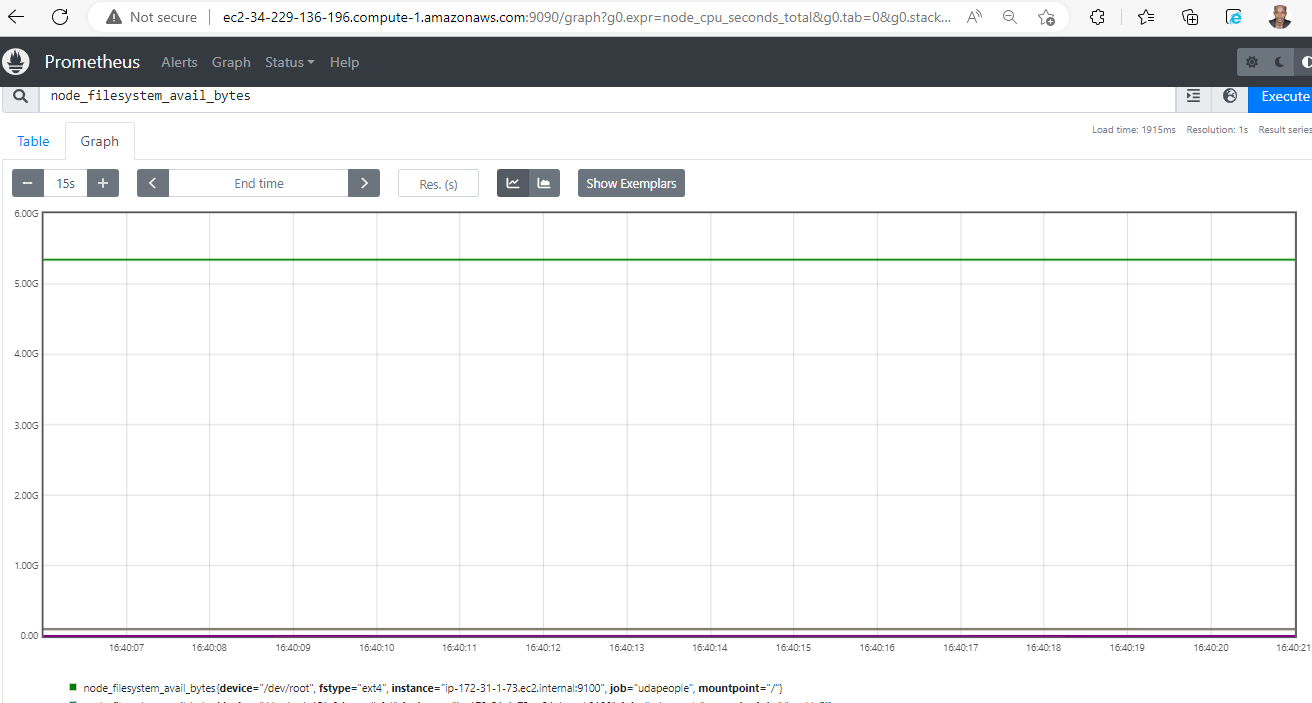 Not secure ec2-34-229-136-196.compute-1.amazonaws.com:9090/graph?g0.expr=node_cpu_seconds_total&g0.tab=0&g0.stack...
Prometheus Alerts Graph Status Help
node_filesystem_avail_bytes Execute
Load time: 1915ms Resolution: 1s Result series
Table Graph
− 15s + End time Res. (s) Show Exemplars
6.00G
5.00G
4.00G
3.00G
2.00G
1.00G
0.00
16:40:07 16:40:08 16:40:09 16:40:10 16:40:11 16:40:12 16:40:13 16:40:14 16:40:15 16:40:16 16:40:17 16:40:18 16:40:19 16:40:20 16:40:21
node_filesystem_avail_bytes{device="/dev/root", fstype="ext4", instance="ip-172-31-1-73.ec2.internal:9100", job="udapeople", mountpoint="/"}